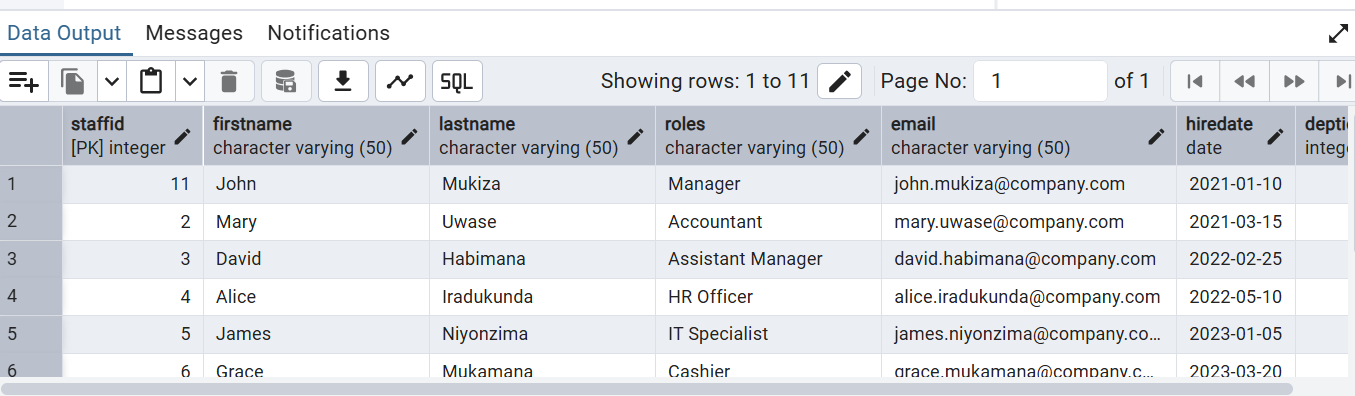 Data Output Messages Notifications
SQL Showing rows: 1 to 11 Page No: 1 of 1
staffid firstname lastname roles email hiredate
[PK] integer character varying (50) character varying (50) character varying (50) character varying (50) date
1 11 John Mukiza Manager john.mukiza@company.com 2021-01-10
2 2 Mary Uwase Accountant mary.uwase@company.com 2021-03-15
3 3 David Habimana Assistant Manager david.habimana@company.com 2022-02-25
4 4 Alice Iradukunda HR Officer alice.iradukunda@company.com 2022-05-10
5 5 James Niyonzima IT Specialist james.niyonzima@company.co... 2023-01-05
6 6 Grace Mukamana Cashier grace.mukamana@company.c... 2023-03-20